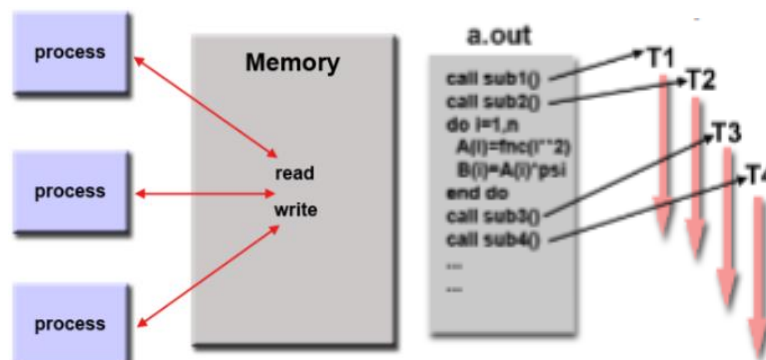 process
process
process
Memory
read
write
a.out
call sub1()
call sub2()
do i=1,n
A(i)=fnc(i**2)
B(i)=A(i)*psi
end do
call sub3()
call sub4()
...
...
T1
T2
T3
T4